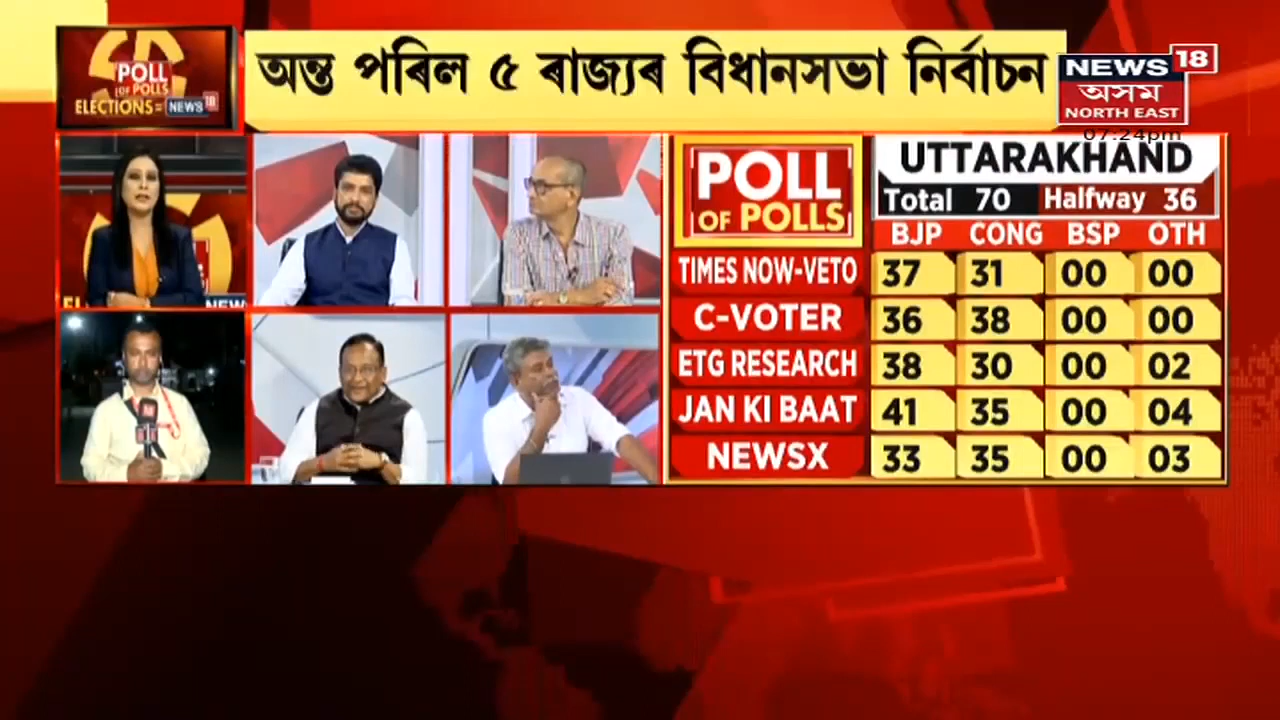 POLL
OF POLLS
ELECTIONS= NEWS18
অন্ত পৰিল ৫ ৰাজ্যৰ বিধানসভা নিৰ্বাচন
NEWS18
অসম
NORTH EAST
07:24pm
POLL
OF POLLS
UTTARAKHAND
Total 70 Halfway 36
BJP CONG BSP OTH
TIMES NOW-VETO 37 31 00 00
C-VOTER 36 38 00 00
ETG RESEARCH 38 30 00 02
JAN KI BAAT 41 35 00 04
NEWSX 33 35 00 03